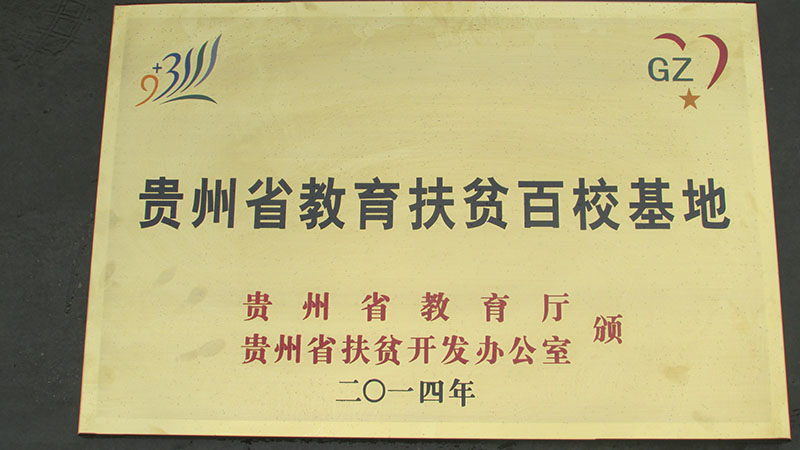 9+3
GZ
贵州省教育扶贫百校基地
贵州省教育厅
贵州省扶贫开发办公室 颁
二〇一四年